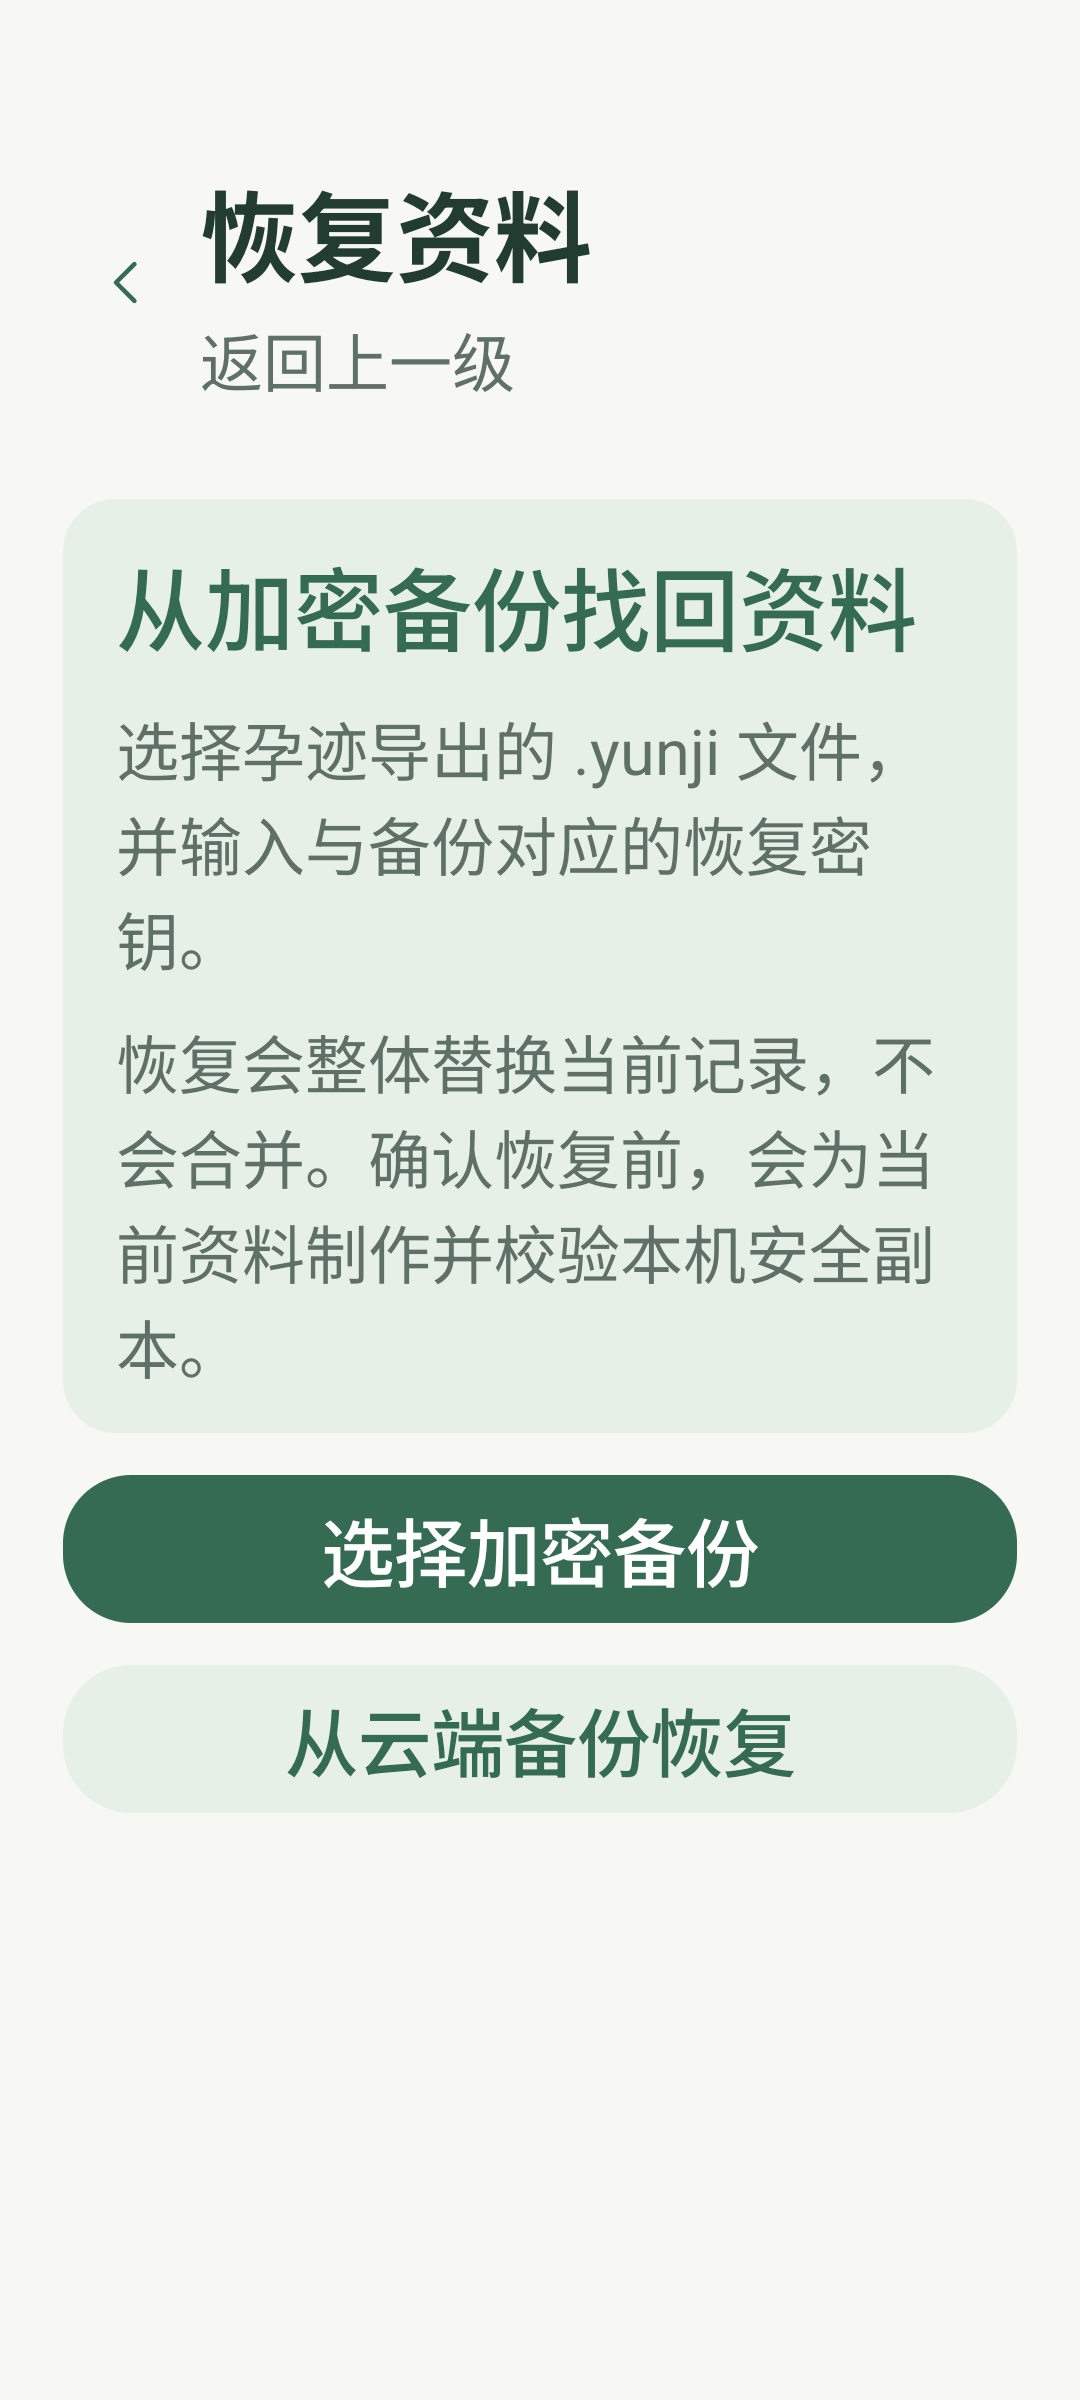 恢复资料
返回上一级
从加密备份找回资料
选择孕迹导出的 .yunji 文件，
并输入与备份对应的恢复密
钥。
恢复会整体替换当前记录，不
会合并。确认恢复前，会为当
前资料制作并校验本机安全副
本。
选择加密备份
从云端备份恢复